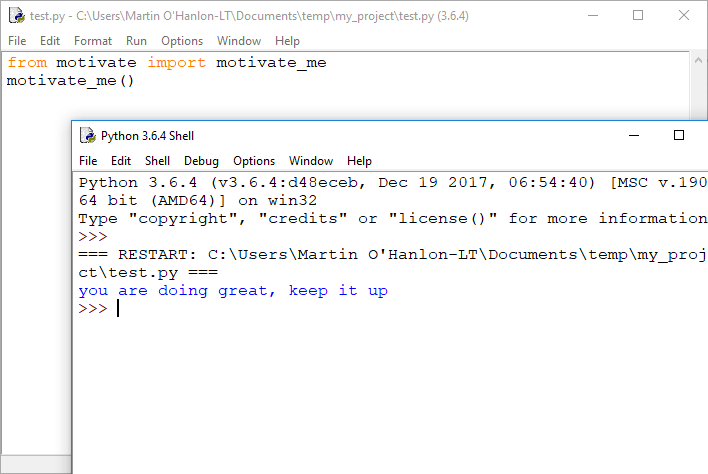 test.py - C:\Users\Martin O'Hanlon-LT\Documents\temp\my_project\test.py (3.6.4)
File Edit Format Run Options Window Help
from motivate import motivate_me
motivate_me()
Python 3.6.4 Shell
File Edit Shell Debug Options Window Help
Python 3.6.4 (v3.6.4:d48eceb, Dec 19 2017, 06:54:40) [MSC v.190
64 bit (AMD64)] on win32
Type "copyright", "credits" or "license()" for more information
>>>
=== RESTART: C:\Users\Martin O'Hanlon-LT\Documents\temp\my_proj
ct\test.py ===
you are doing great, keep it up
>>>